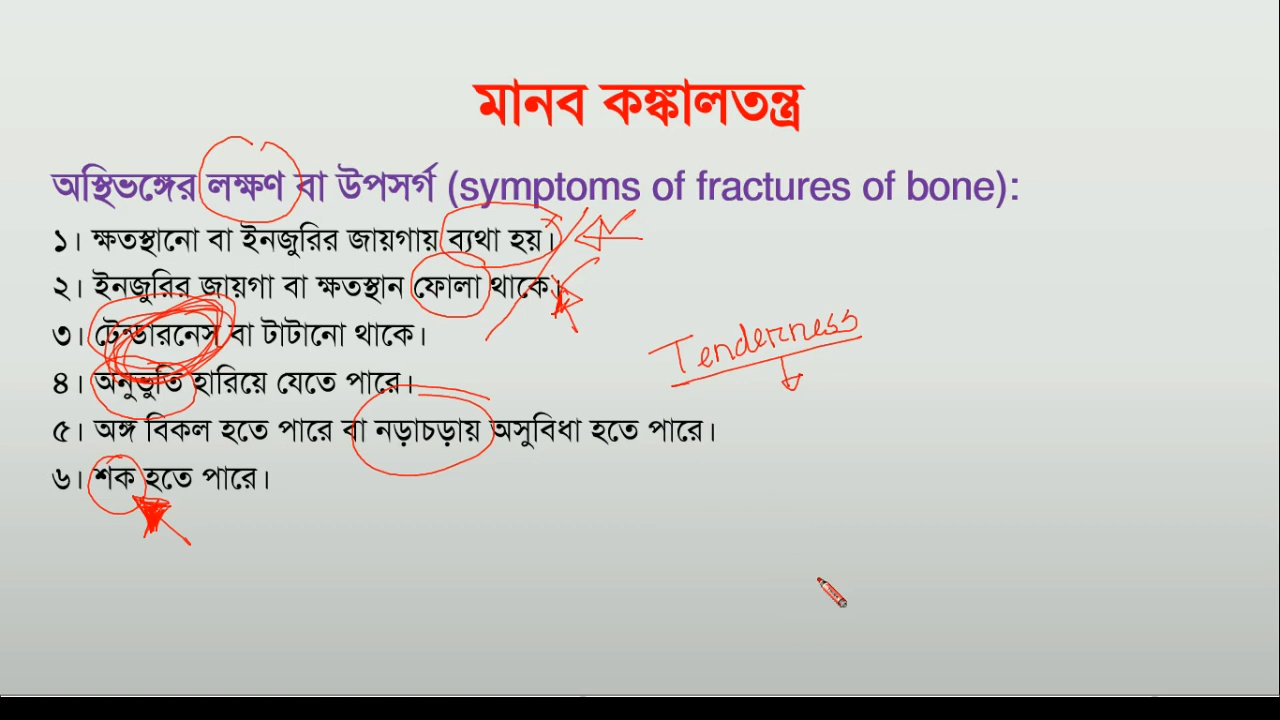 মানব কঙ্কালতন্ত্র
অস্থিভঙ্গের লক্ষণ বা উপসর্গ (symptoms of fractures of bone):
১। ক্ষতস্থানো বা ইনজুরির জায়গায় ব্যথা হয়।
২। ইনজুরির জায়গা বা ক্ষতস্থান ফোলা থাকে।
৩। টেন্ডারনেস বা টাটানো থাকে।
Tenderness
৪। অনুভুতি হারিয়ে যেতে পারে।
৫। অঙ্গ বিকল হতে পারে বা নড়াচড়ায় অসুবিধা হতে পারে।
৬। শক হতে পারে।